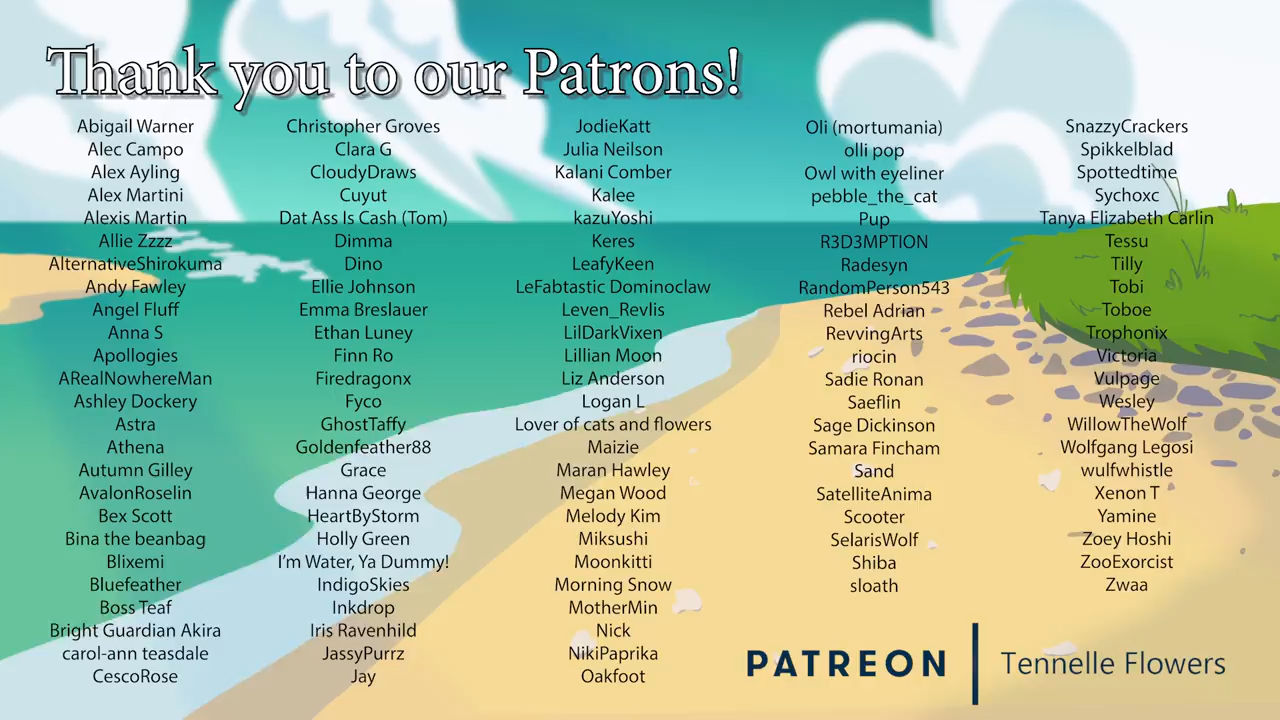 Thank you to our Patrons!
Abigail Warner
Alec Campo
Alex Ayling
Alex Martini
Alexis Martin
Allie Zzzz
AlternativeShirokuma
Andy Fawley
Angel Fluff
Anna S
Apollogies
ARealNowhereMan
Ashley Dockery
Astra
Athena
Autumn Gilley
AvalonRoselin
Bex Scott
Bina the beanbag
Blixemi
Bluefeather
Boss Teaf
Bright Guardian Akira
carol-ann teasdale
CescoRose
Christopher Groves
Clara G
CloudyDraws
Cuyut
Dat Ass Is Cash (Tom)
Dimma
Dino
Ellie Johnson
Emma Breslauer
Ethan Luney
Finn Ro
Firedragonx
Fyco
GhostTaffy
Goldenfeather88
Grace
Hanna George
HeartByStorm
Holly Green
I'm Water, Ya Dummy!
IndigoSkies
Inkdrop
Iris Ravenhild
JassyPurrz
Jay
JodieKatt
Julia Neilson
Kalani Comber
Kalee
kazuYoshi
Keres
LeafyKeen
LeFabtastic Dominoclaw
Leven_Revlis
LilDarkVixen
Lillian Moon
Liz Anderson
Logan L
Lover of cats and flowers
Maizie
Maran Hawley
Megan Wood
Melody Kim
Miksushi
Moonkitti
Morning Snow
MotherMin
Nick
NikiPaprika
Oakfoot
Oli (mortumania)
olli pop
Owl with eyeliner
pebble_the_cat
Pup
R3D3MPTION
Radesyn
RandomPerson543
Rebel Adrian
RevvingArts
riocin
Sadie Ronan
Saeflin
Sage Dickinson
Samara Fincham
Sand
SatelliteAnima
Scooter
SelarisWolf
Shiba
sloath
SnazzyCrackers
Spikkelblad
Spottedtime
Sychoxc
Tanya Elizabeth Carlin
Tessu
Tilly
Tobi
Toboe
Trophonix
Victoria
Vulpage
Wesley
WillowTheWolf
Wolfgang Legosi
wulfwhistle
Xenon T
Yamine
Zoey Hoshi
ZooExorcist
Zwaa
PATREON | Tennelle Flowers